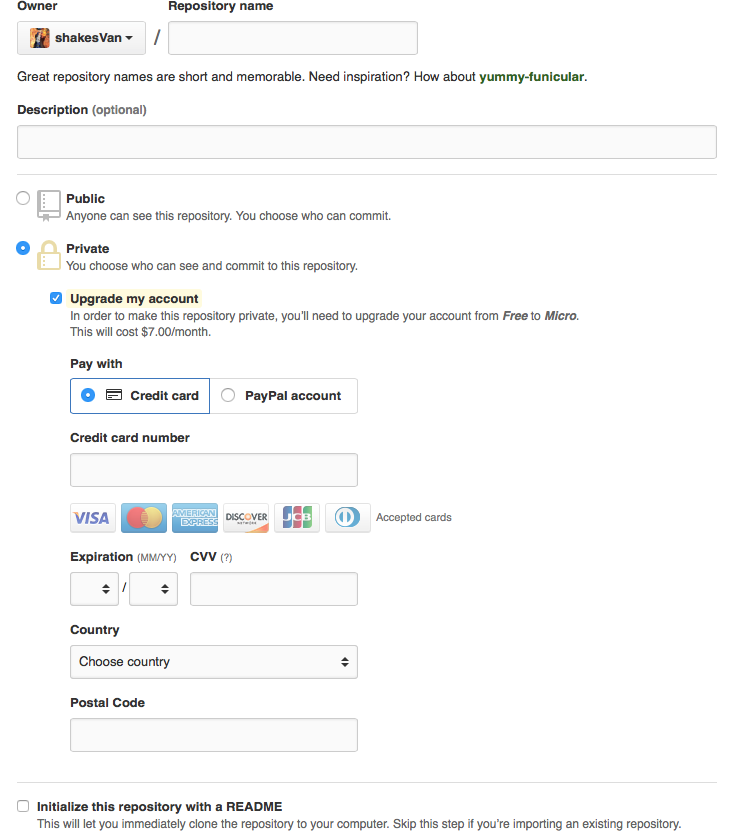 Owner Repository name
shakesVan /
Great repository names are short and memorable. Need inspiration? How about yummy-funicular.
Description (optional)
Public
Anyone can see this repository. You choose who can commit.
Private
You choose who can see and commit to this repository.
Upgrade my account
In order to make this repository private, you'll need to upgrade your account from Free to Micro.
This will cost $7.00/month.
Pay with
Credit card PayPal account
Credit card number
VISA AMERICAN EXPRESS DISCOVER NETWORK JCB Accepted cards
Expiration (MM/YY) CVV (?)
/
Country
Choose country
Postal Code
Initialize this repository with a README
This will let you immediately clone the repository to your computer. Skip this step if you're importing an existing repository.